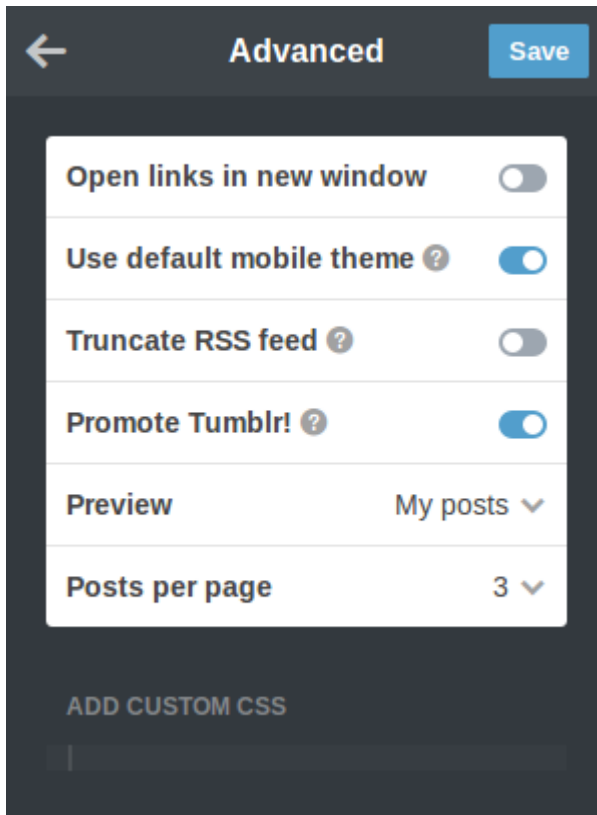 Advanced
Save
Open links in new window
Use default mobile theme ?
Truncate RSS feed ?
Promote Tumblr! ?
Preview My posts
Posts per page 3
ADD CUSTOM CSS